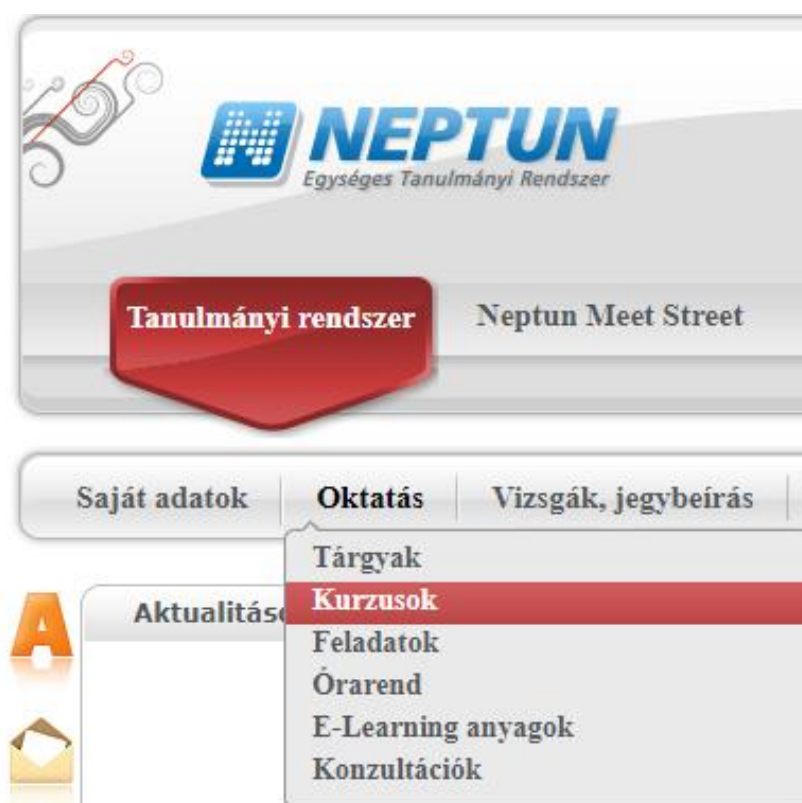 NEPTUN
Egységes Tanulmányi Rendszer
Tanulmányi rendszer
Neptun Meet Street
Saját adatok
Oktatás
Vizsgák, jegybeírás
Tárgyak
Kurzusok
Aktualitáso
Feladatok
Órarend
E-Learning anyagok
Konzultációk